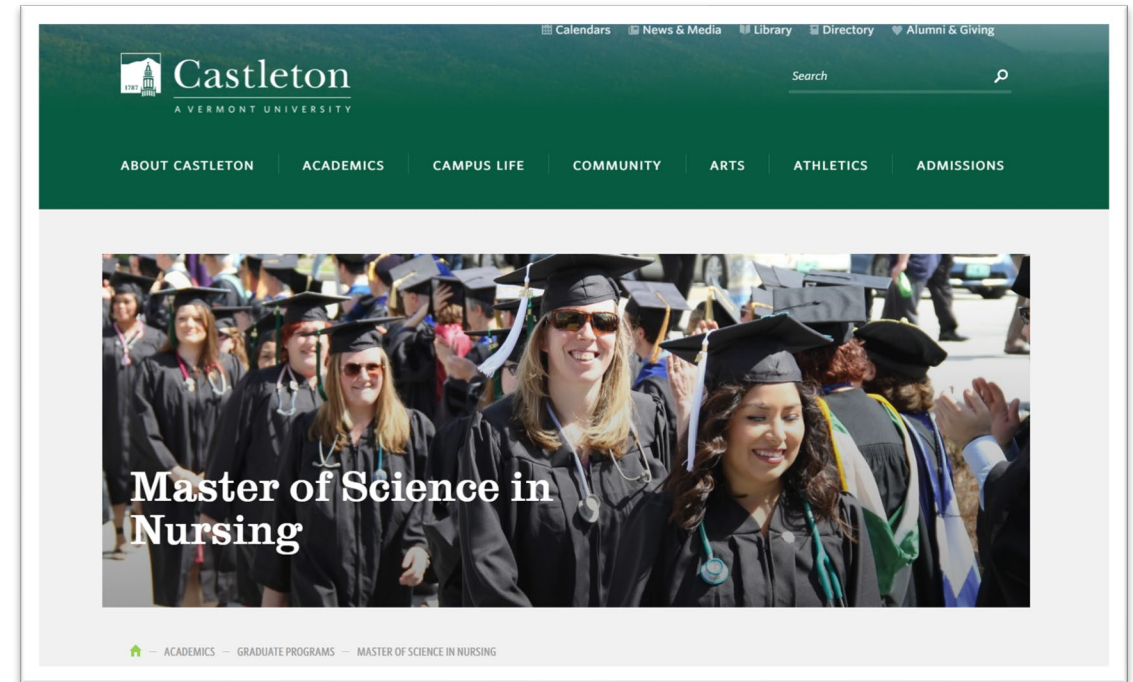 Calendars News & Media Library Directory Alumni & Giving
1787
Castleton
A VERMONT UNIVERSITY
Search
ABOUT CASTLETON ACADEMICS CAMPUS LIFE COMMUNITY ARTS ATHLETICS ADMISSIONS
Master of Science in
Nursing
— ACADEMICS — GRADUATE PROGRAMS — MASTER OF SCIENCE IN NURSING